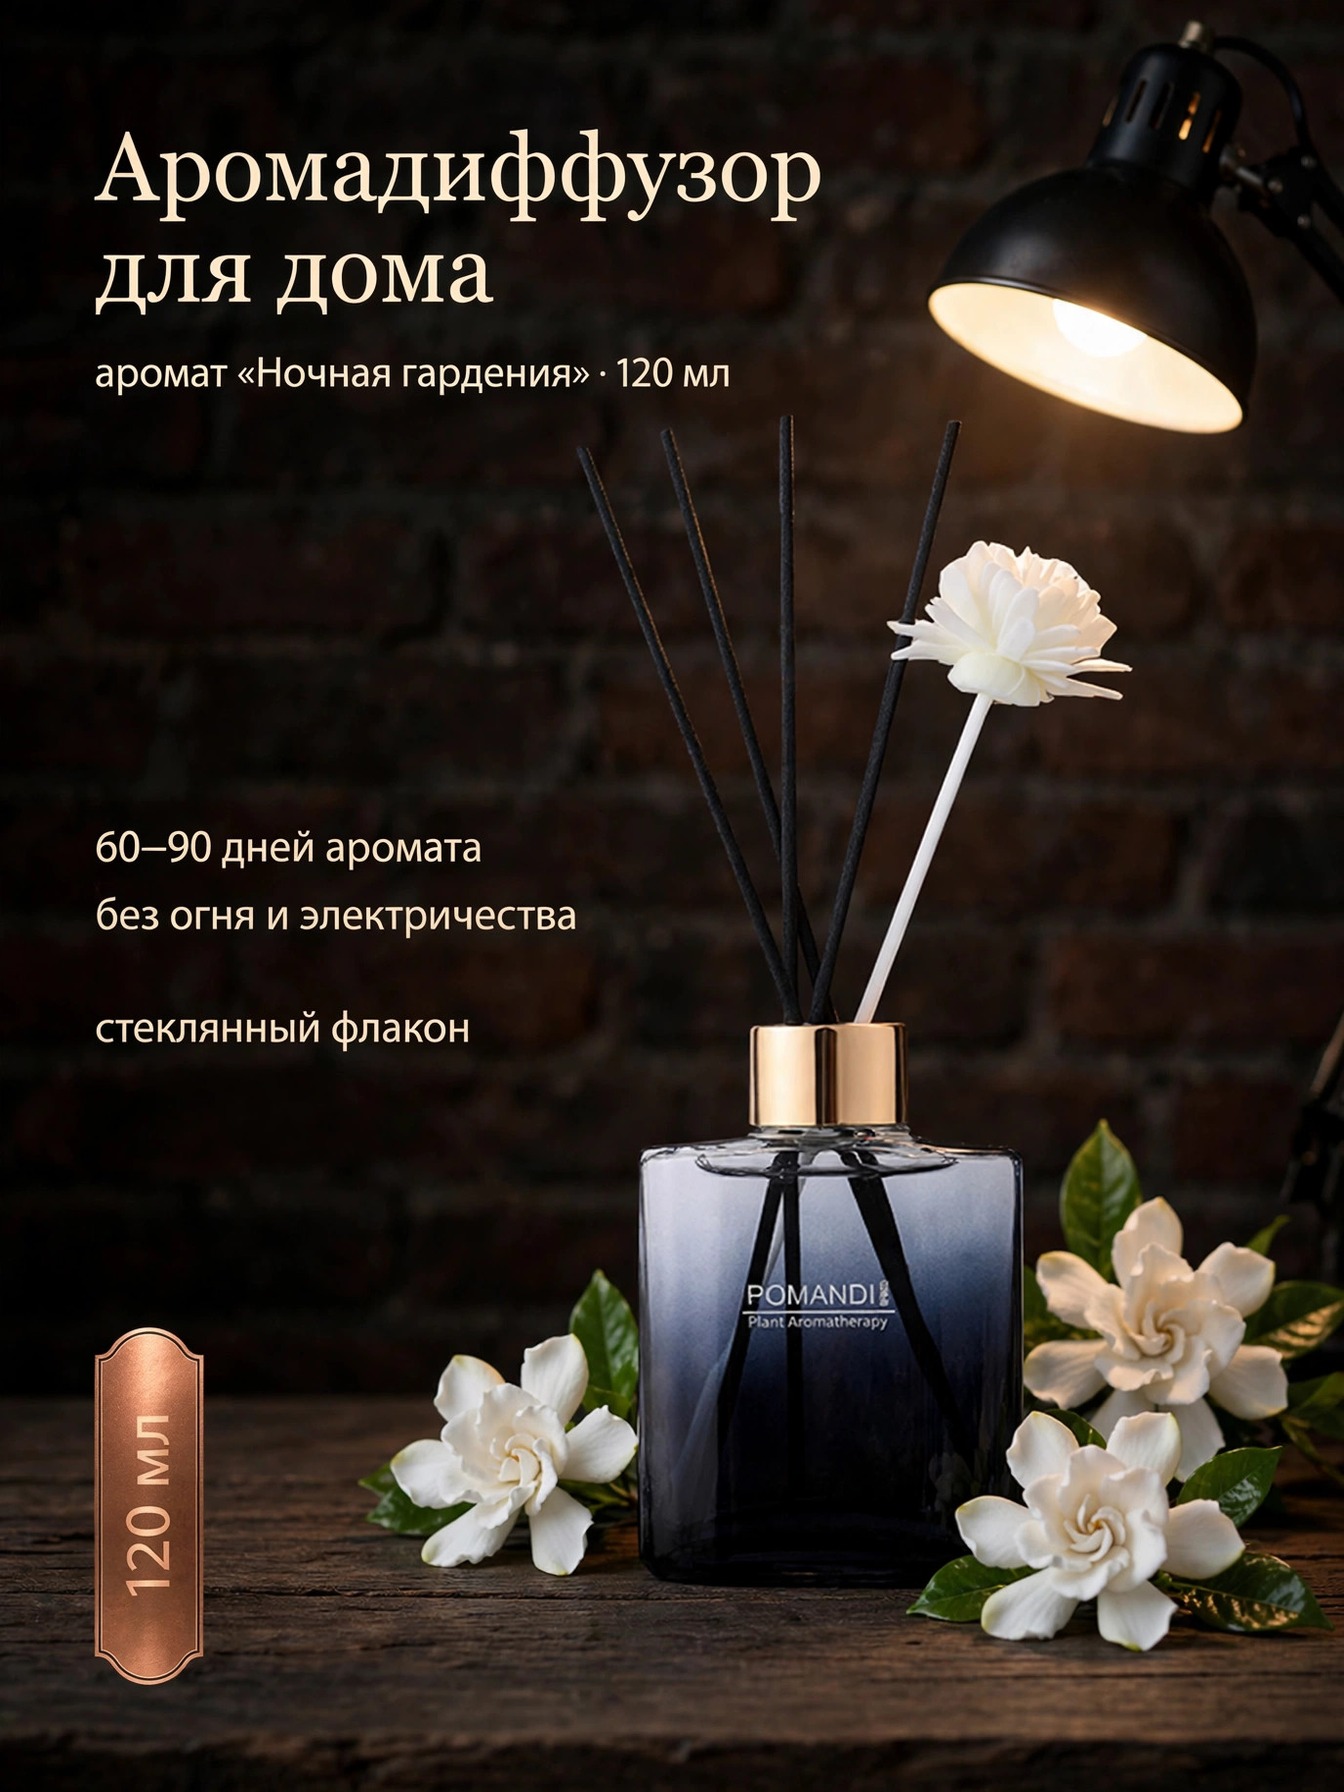 Аромадиффузор
для дома
аромат «Ночная гардения» · 120 мл
60–90 дней аромата
без огня и электричества
стеклянный флакон
POMANDI
Plant Aromatherapy
120 мл